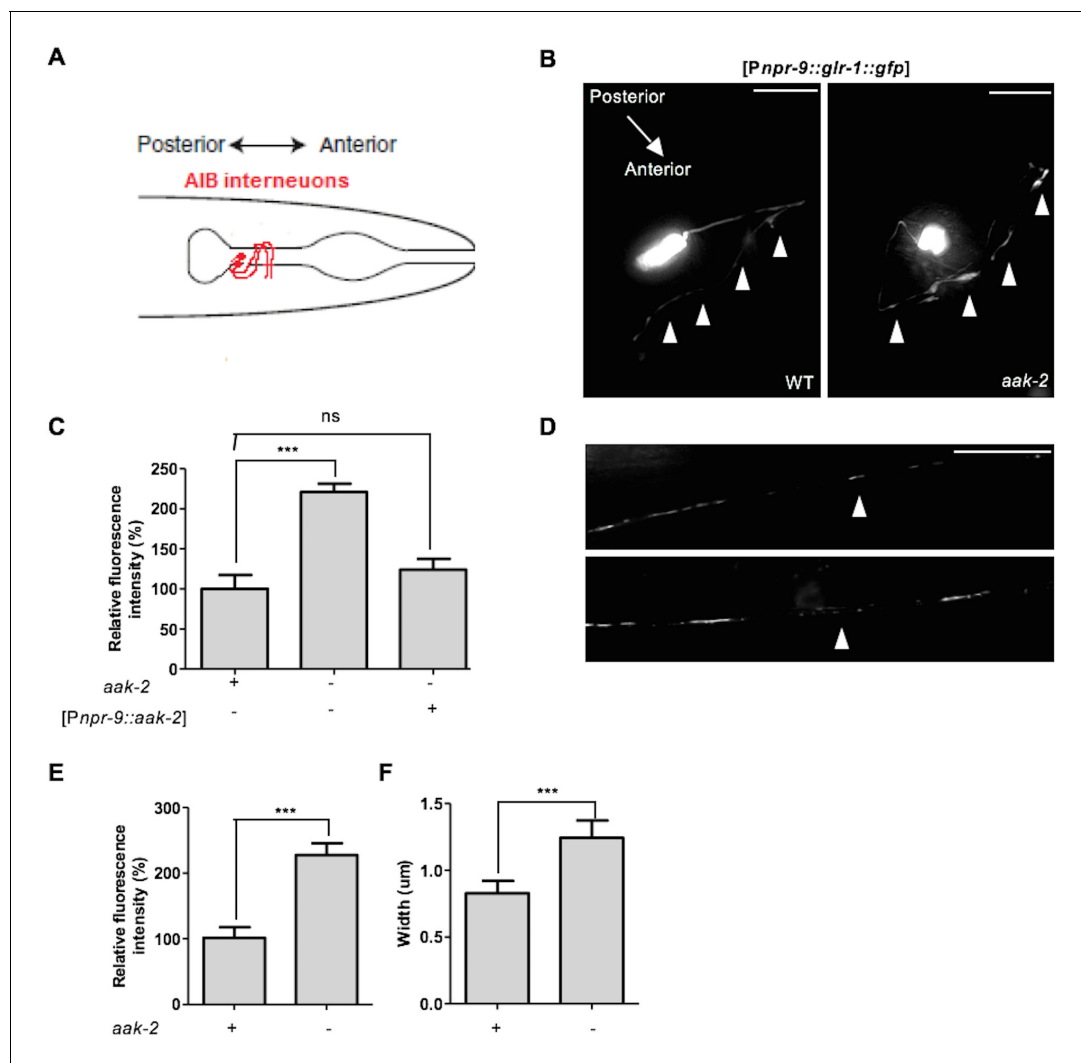 A
Posterior Anterior
AIB interneuons
B
[Pnpr-9::glr-1::gfp]
Posterior
Anterior
WT
aak-2
C
ns
***
Relative fluorescence
intensity (%)
250
200
150
100
50
0
aak-2 + - -
[Pnpr-9::aak-2] - - +
D
E
***
Relative fluorescence
intensity (%)
300
200
100
0
aak-2 + -
F
***
Width (um)
1.5
1.0
0.5
0.0
+ -